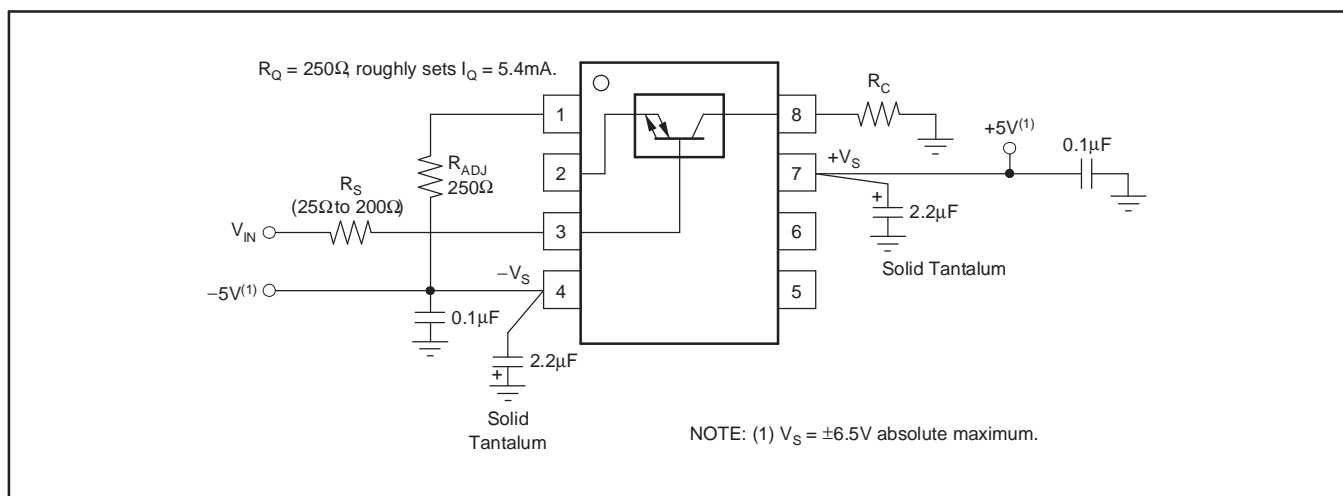 R_Q = 250Ω, roughly sets I_Q = 5.4mA.
1
R_ADJ
250Ω
2
R_S
(25Ω to 200Ω)
V_IN
3
−V_S
−5V(1)
4
0.1µF
2.2µF
+
Solid
Tantalum
8
R_C
+5V(1)
+V_S
7
0.1µF
+
2.2µF
6
Solid Tantalum
5
NOTE: (1) V_S = ±6.5V absolute maximum.